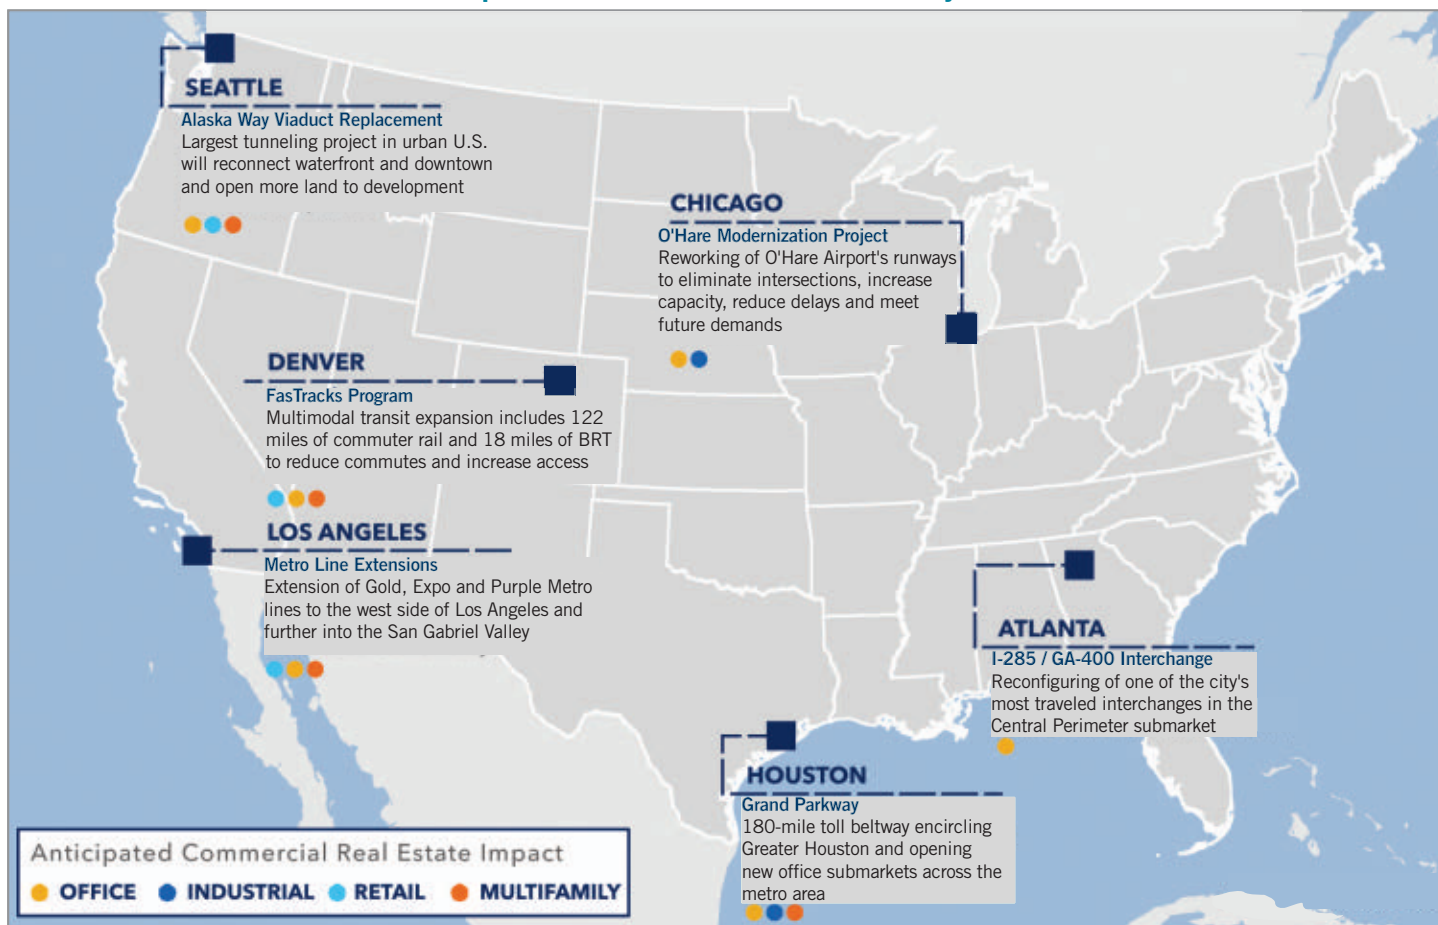 SEATTLE
Alaska Way Viaduct Replacement
Largest tunneling project in urban U.S.
will reconnect waterfront and downtown
and open more land to development
CHICAGO
O'Hare Modernization Project
Reworking of O'Hare Airport's runways
to eliminate intersections, increase
capacity, reduce delays and meet
future demands
DENVER
FasTracks Program
Multimodal transit expansion includes 122
miles of commuter rail and 18 miles of BRT
to reduce commutes and increase access
LOS ANGELES
Metro Line Extensions
Extension of Gold, Expo and Purple Metro
lines to the west side of Los Angeles and
further into the San Gabriel Valley
ATLANTA
I-285 / GA-400 Interchange
Reconfiguring of one of the city's
most traveled interchanges in the
Central Perimeter submarket
HOUSTON
Grand Parkway
180-mile toll beltway encircling
Greater Houston and opening
new office submarkets across the
metro area
Anticipated Commercial Real Estate Impact
OFFICE INDUSTRIAL RETAIL MULTIFAMILY